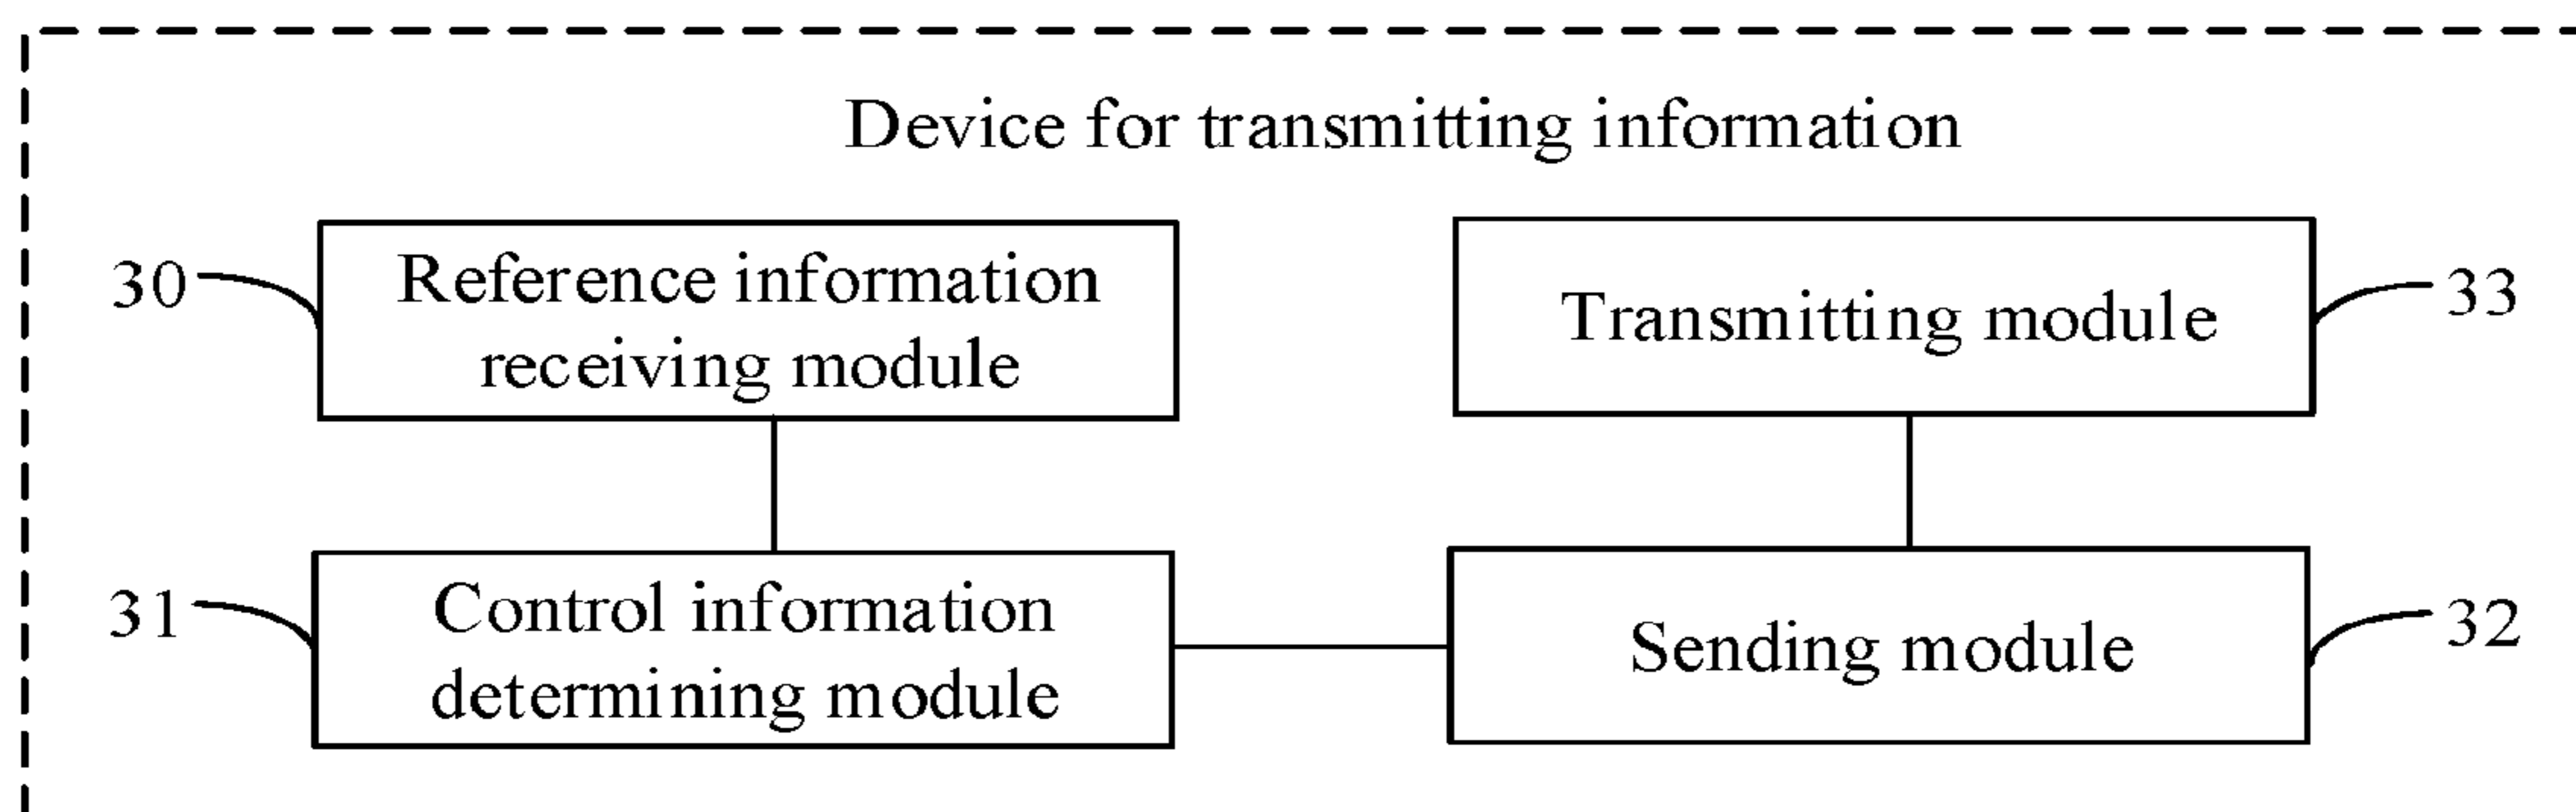 Device for transmitting information
30
Reference information
receiving module
Transmitting module
33
31
Control information
determining module
Sending module
32